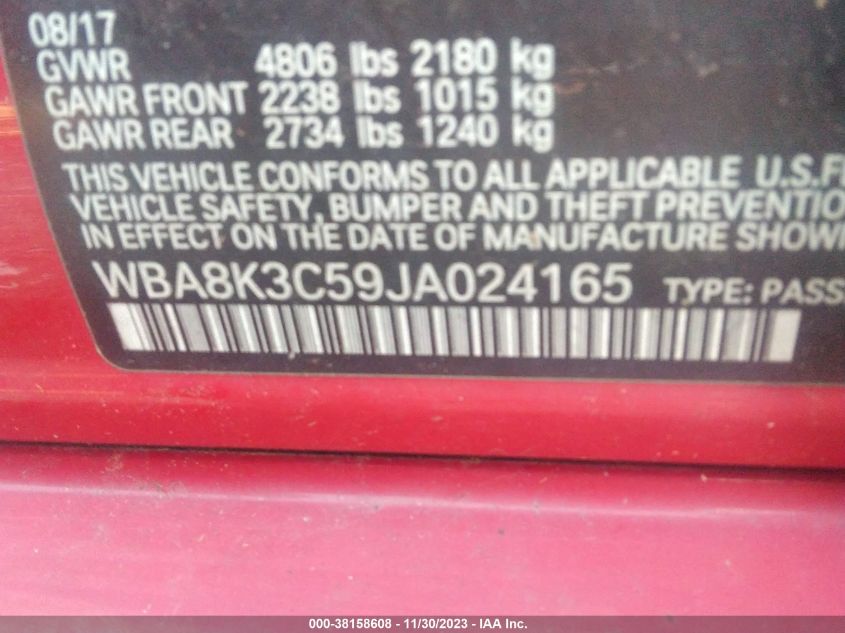 08/17
GVWR 4806 lbs 2180 kg
GAWR FRONT 2238 lbs 1015 kg
GAWR REAR 2734 lbs 1240 kg
THIS VEHICLE CONFORMS TO ALL APPLICABLE U.S.F
VEHICLE SAFETY, BUMPER AND THEFT PREVENTIO
IN EFFECT ON THE DATE OF MANUFACTURE SHOW
WBA8K3C59JA024165 TYPE: PASS
000-38158608 - 11/30/2023 - IAA Inc.